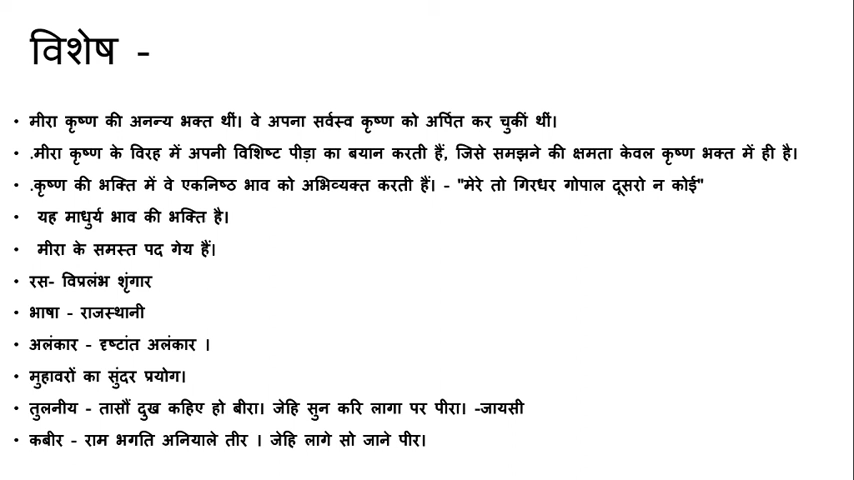 विशेष -
• मीरा कृष्ण की अनन्य भक्त थीं। वे अपना सर्वस्व कृष्ण को अर्पित कर चुकीं थीं।
• .मीरा कृष्ण के विरह में अपनी विशिष्ट पीड़ा का बयान करती हैं, जिसे समझने की क्षमता केवल कृष्ण भक्त में ही है।
• .कृष्ण की भक्ति में वे एकनिष्ठ भाव को अभिव्यक्त करती हैं। - "मेरे तो गिरधर गोपाल दूसरो न कोई"
• यह माधुर्य भाव की भक्ति है।
• मीरा के समस्त पद गेय हैं।
• रस- विप्रलंभ शृंगार
• भाषा - राजस्थानी
• अलंकार - दृष्टांत अलंकार ।
• मुहावरों का सुंदर प्रयोग।
• तुलनीय - तासौं दुख कहिए हो बीरा। जेहि सुन करि लागा पर पीरा। -जायसी
• कबीर - राम भगति अनियाले तीर । जेहि लागे सो जाने पीर।